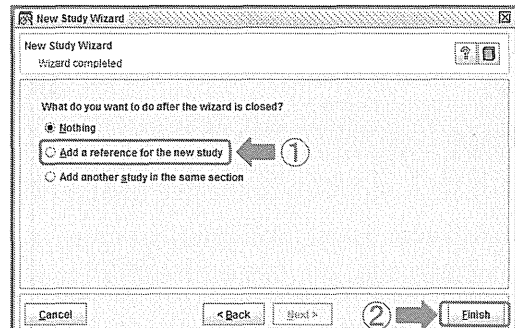 New Study Wizard
New Study Wizard
Wizard completed
?
What do you want to do after the wizard is closed?
Nothing
Add a reference for the new study
①
Add another study in the same section
Cancel
< Back
Next >
②
Finish